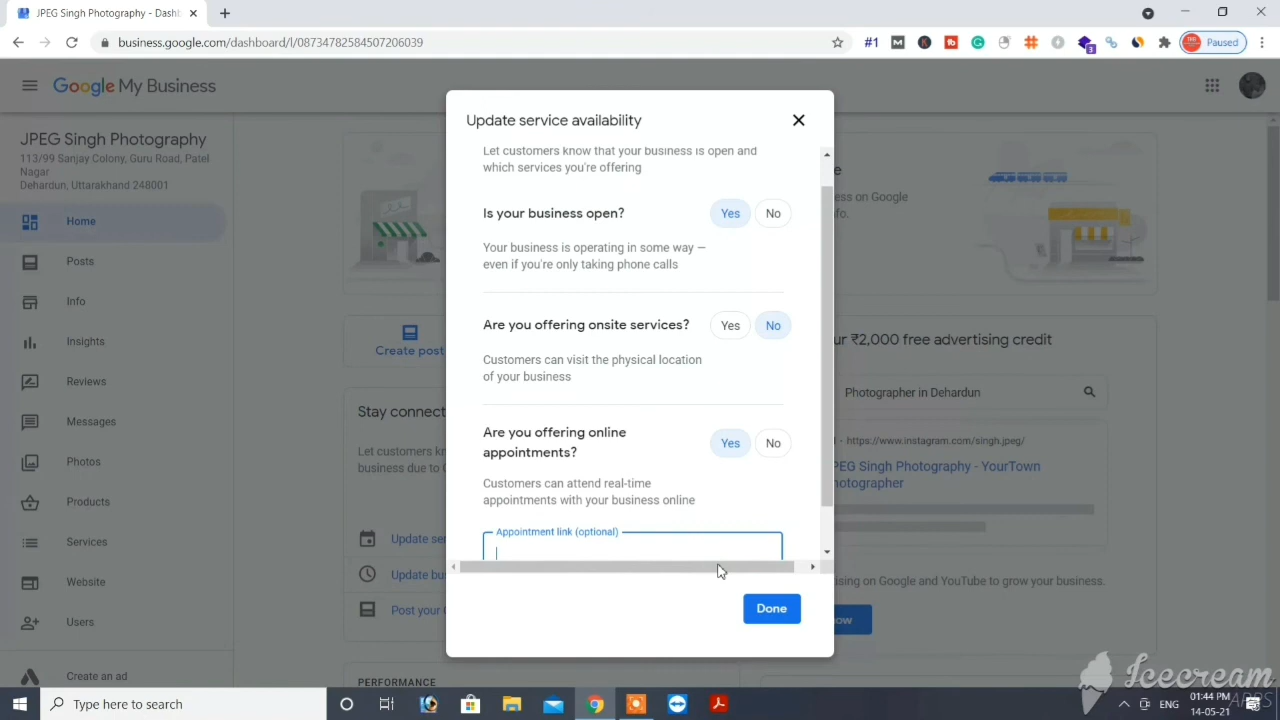 JPEG Singh Photography - Dashb
business.google.com/dashboard/l/08734782584507206039
#1
3
Paused
Google My Business
JPEG Singh Photography
113/99 Sanjay Colony, Guru Road, Patel
Nagar
Dehardun, Uttarakhand 248001
Home
Posts
Info
Insights
Reviews
Messages
Photos
Products
Services
Website
Users
Create an ad
Create post
Stay connect
Let customers kn
business due to C
Update ser
Update bus
Post your C
PERFORMANCE
Update service availability
Let customers know that your business is open and
which services you're offering
Is your business open?
Yes
No
Your business is operating in some way —
even if you're only taking phone calls
Are you offering onsite services?
Yes
No
Customers can visit the physical location
of your business
Are you offering online
appointments?
Yes
No
Customers can attend real-time
appointments with your business online
Appointment link (optional)
Done
e
ess on Google
nfo.
ur ₹2,000 free advertising credit
Photographer in Dehardun
· https://www.instagram.com/singh.jpeg/
PEG Singh Photography - YourTown
otographer
ising on Google and YouTube to grow your business.
ow
Icecream
APPS
Type here to search
ENG
01:44 PM
14-05-21